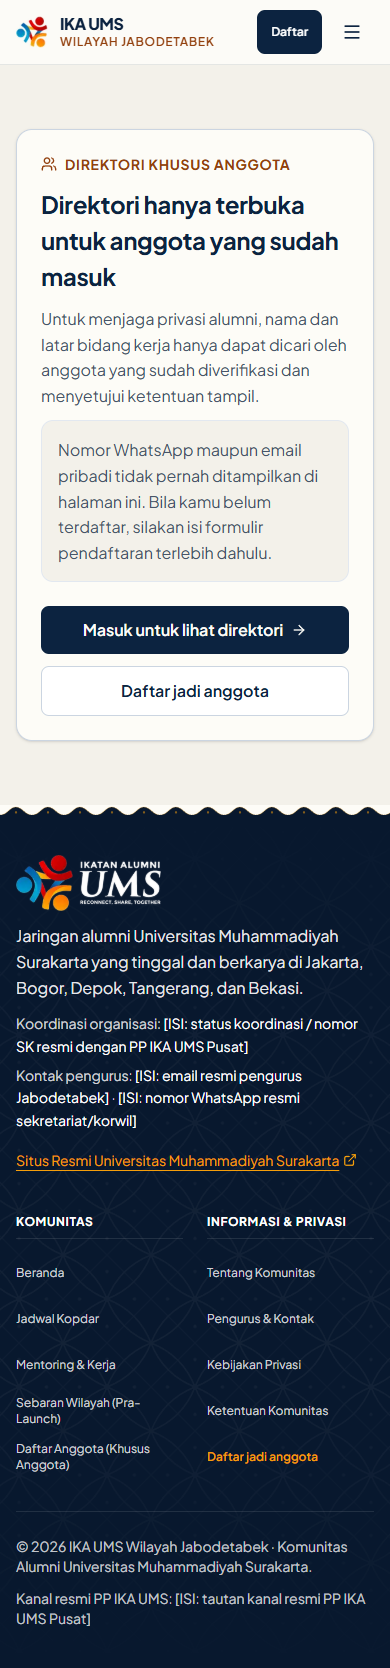 IKA UMS
WILAYAH JABODETABEK
Daftar
DIREKTORI KHUSUS ANGGOTA
Direktori hanya terbuka
untuk anggota yang sudah
masuk
Untuk menjaga privasi alumni, nama dan
latar bidang kerja hanya dapat dicari oleh
anggota yang sudah diverifikasi dan
menyetujui ketentuan tampil.
Nomor WhatsApp maupun email
pribadi tidak pernah ditampilkan di
halaman ini. Bila kamu belum
terdaftar, silakan isi formulir
pendaftaran terlebih dahulu.
Masuk untuk lihat direktori
Daftar jadi anggota
IKATAN ALUMNI
UMS
RECONNECT. SHARE. TOGETHER
Jaringan alumni Universitas Muhammadiyah
Surakarta yang tinggal dan berkarya di Jakarta,
Bogor, Depok, Tangerang, dan Bekasi.
Koordinasi organisasi: [ISI: status koordinasi / nomor
SK resmi dengan PP IKA UMS Pusat]
Kontak pengurus: [ISI: email resmi pengurus
Jabodetabek] · [ISI: nomor WhatsApp resmi
sekretariat/korwil]
Situs Resmi Universitas Muhammadiyah Surakarta
KOMUNITAS
Beranda
Jadwal Kopdar
Mentoring & Kerja
Sebaran Wilayah (Pra-
Launch)
Daftar Anggota (Khusus
Anggota)
INFORMASI & PRIVASI
Tentang Komunitas
Pengurus & Kontak
Kebijakan Privasi
Ketentuan Komunitas
Daftar jadi anggota
© 2026 IKA UMS Wilayah Jabodetabek · Komunitas
Alumni Universitas Muhammadiyah Surakarta.
Kanal resmi PP IKA UMS: [ISI: tautan kanal resmi PP IKA
UMS Pusat]